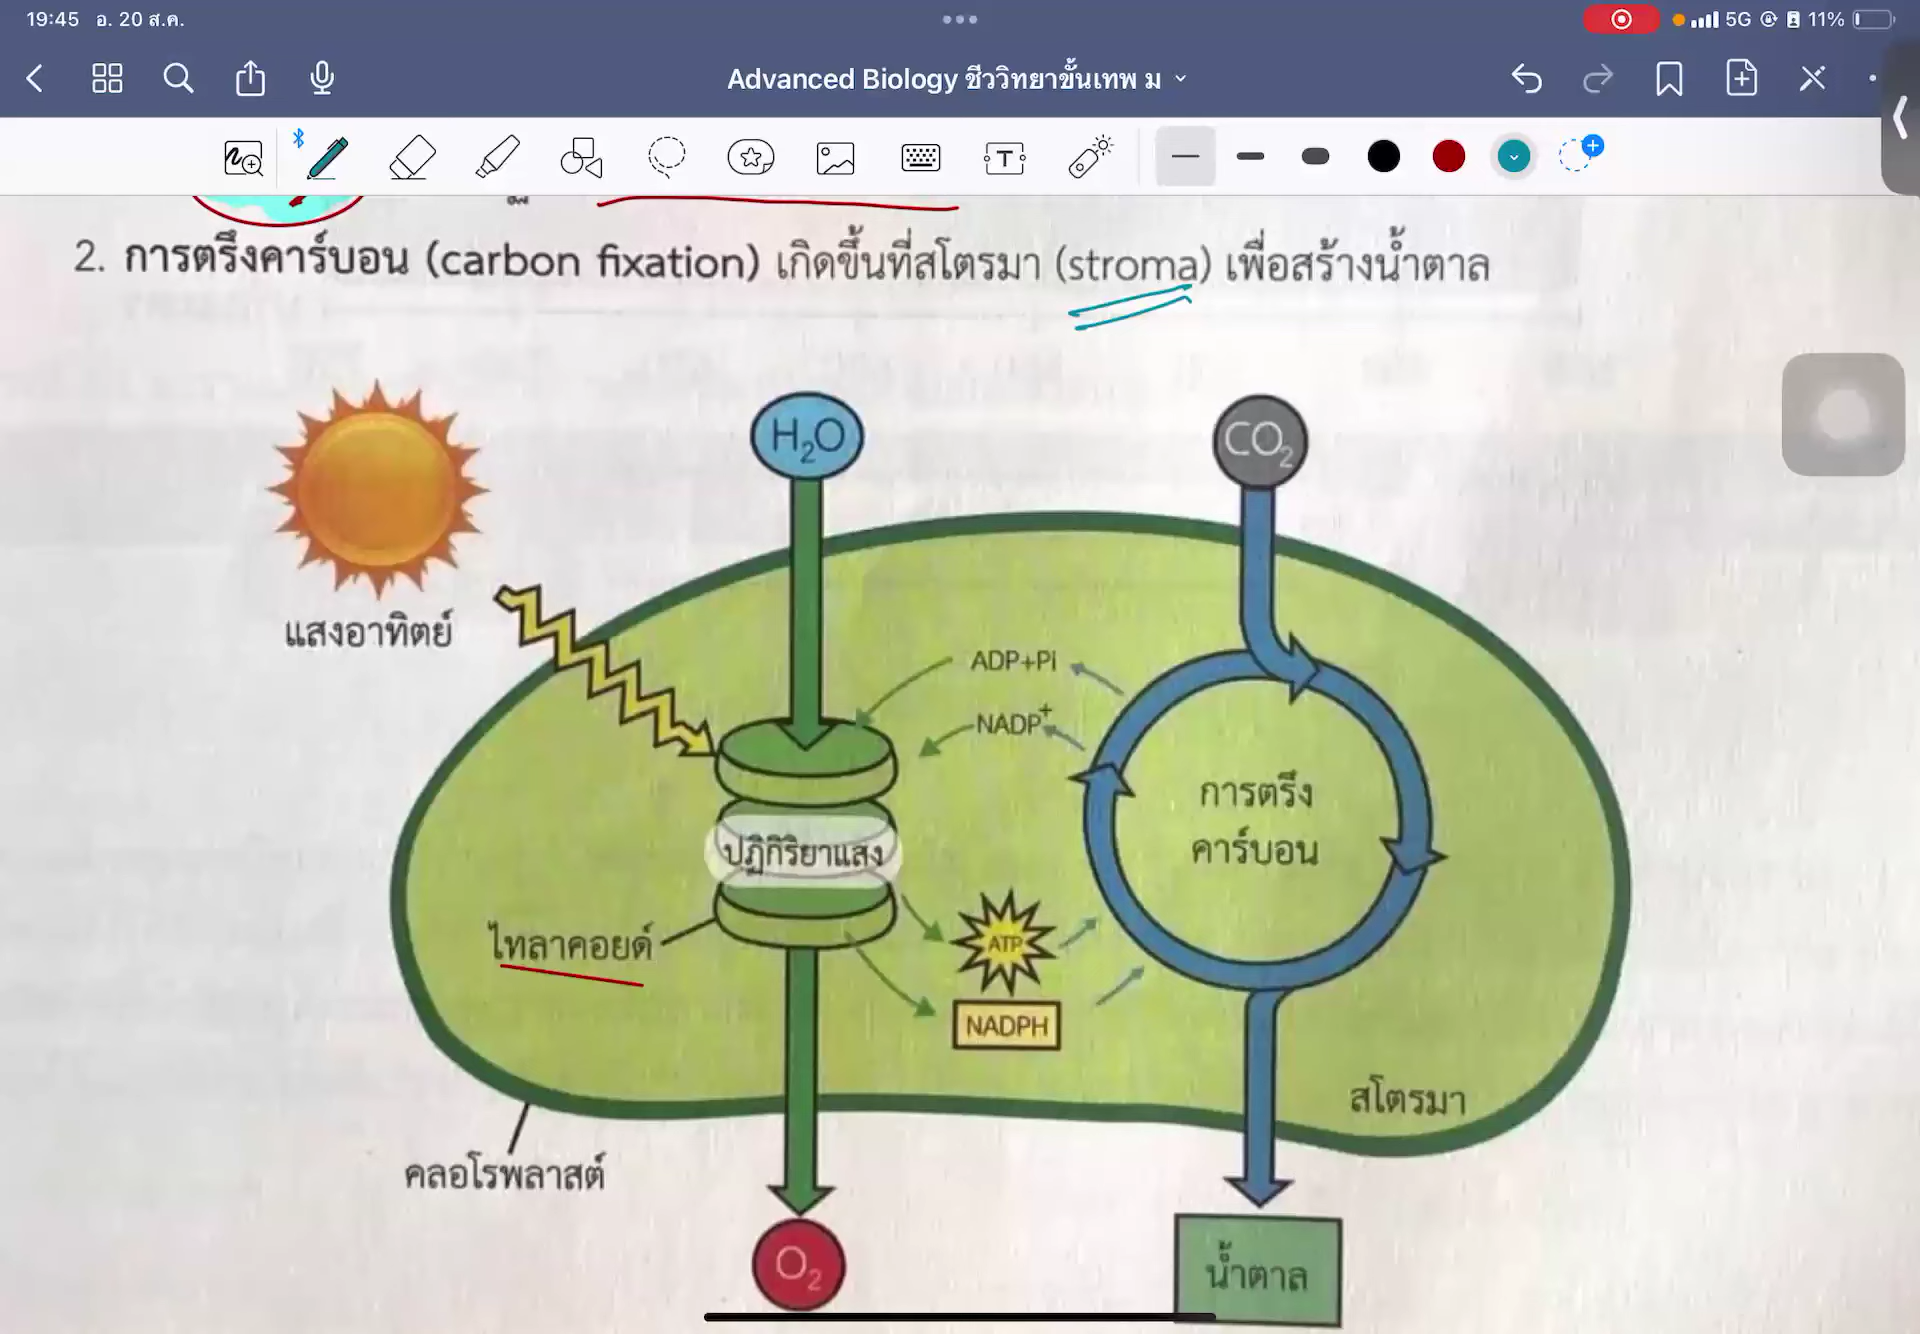 19:45 อ. 20 ส.ค.
5G 11%
Advanced Biology ชีววิทยาขั้นเทพ ม
2. การตรึงคาร์บอน (carbon fixation) เกิดขึ้นที่สโตรมา (stroma) เพื่อสร้างน้ำตาล
H₂O
CO₂
แสงอาทิตย์
ADP+Pi
NADP⁺
การตรึง
คาร์บอน
ปฏิกิริยาแสง
ไทลาคอยด์
ATP
NADPH
สโตรมา
คลอโรพลาสต์
O₂
น้ำตาล